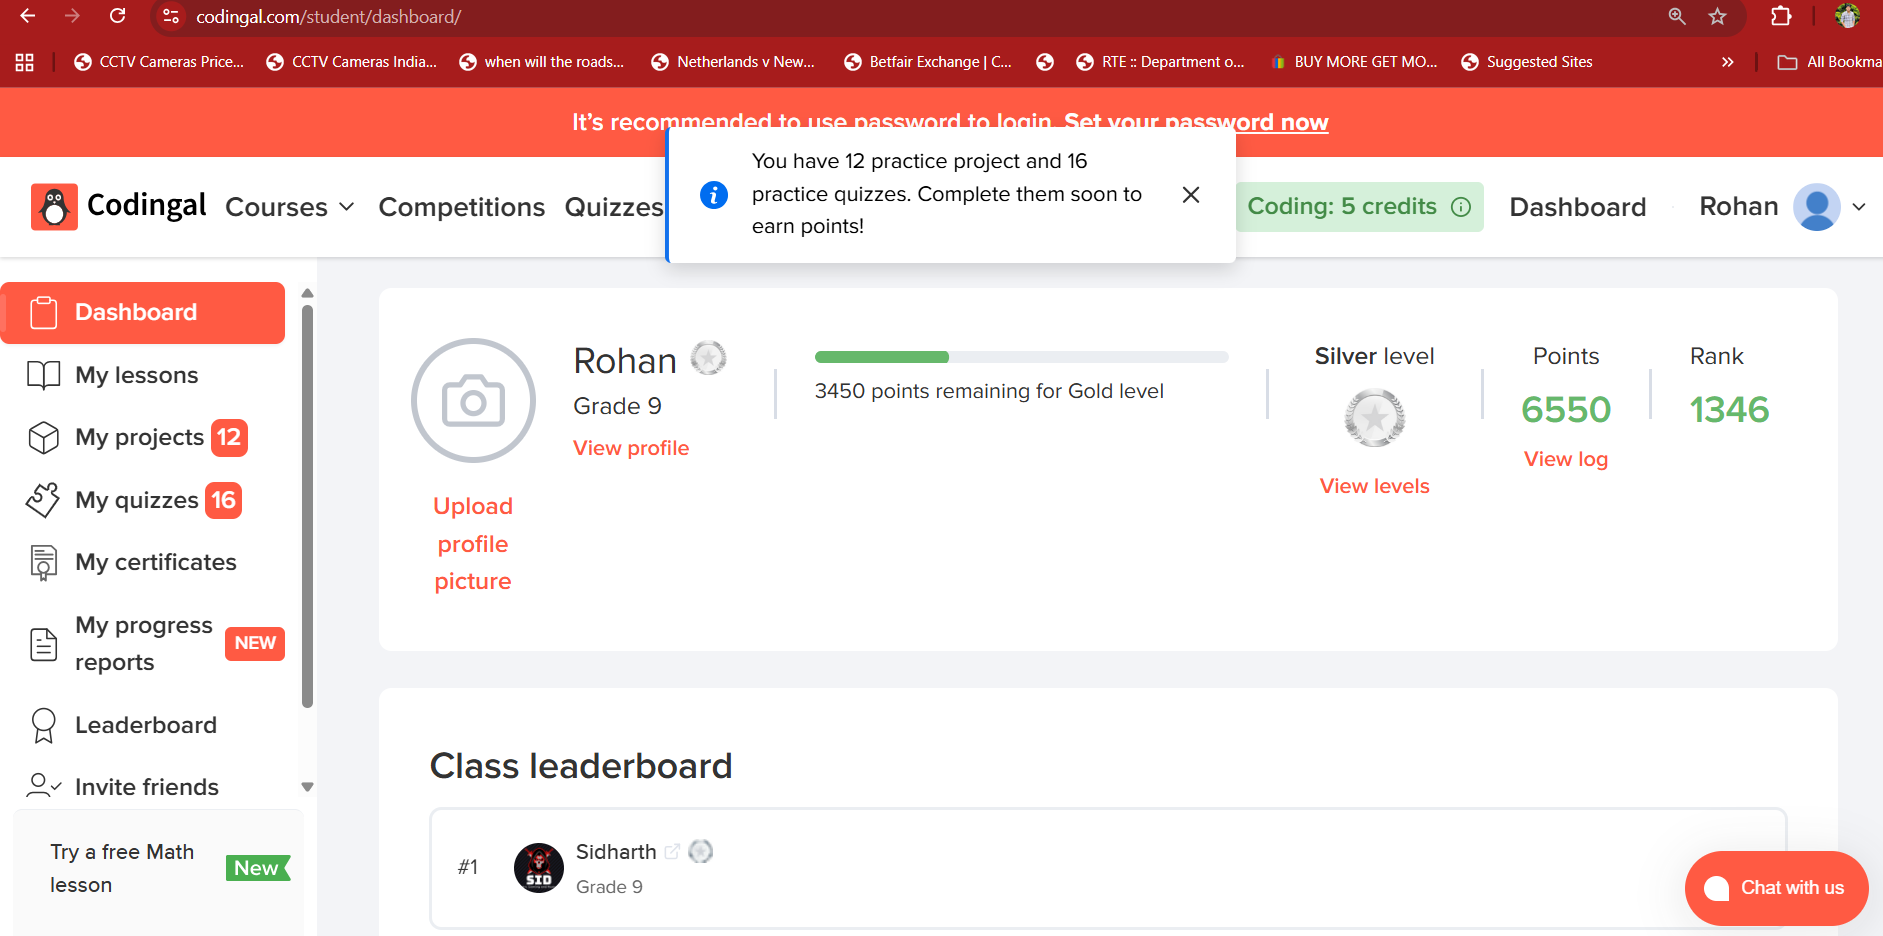 codingal.com/student/dashboard/
CCTV Cameras Price...
CCTV Cameras India...
when will the roads...
Netherlands v New...
Betfair Exchange | C...
RTE :: Department o...
BUY MORE GET MO...
Suggested Sites
All Bookma
It's recommended to use password to login. Set your password now
You have 12 practice project and 16
practice quizzes. Complete them soon to
earn points!
Codingal
Courses
Competitions
Quizzes
Coding: 5 credits
Dashboard
Rohan
Dashboard
My lessons
My projects 12
My quizzes 16
My certificates
My progress
reports
NEW
Leaderboard
Invite friends
Try a free Math
lesson
New
Rohan
Grade 9
View profile
Upload
profile
picture
3450 points remaining for Gold level
Silver level
View levels
Points
6550
View log
Rank
1346
Class leaderboard
#1
SID
Sidharth
Grade 9
Chat with us